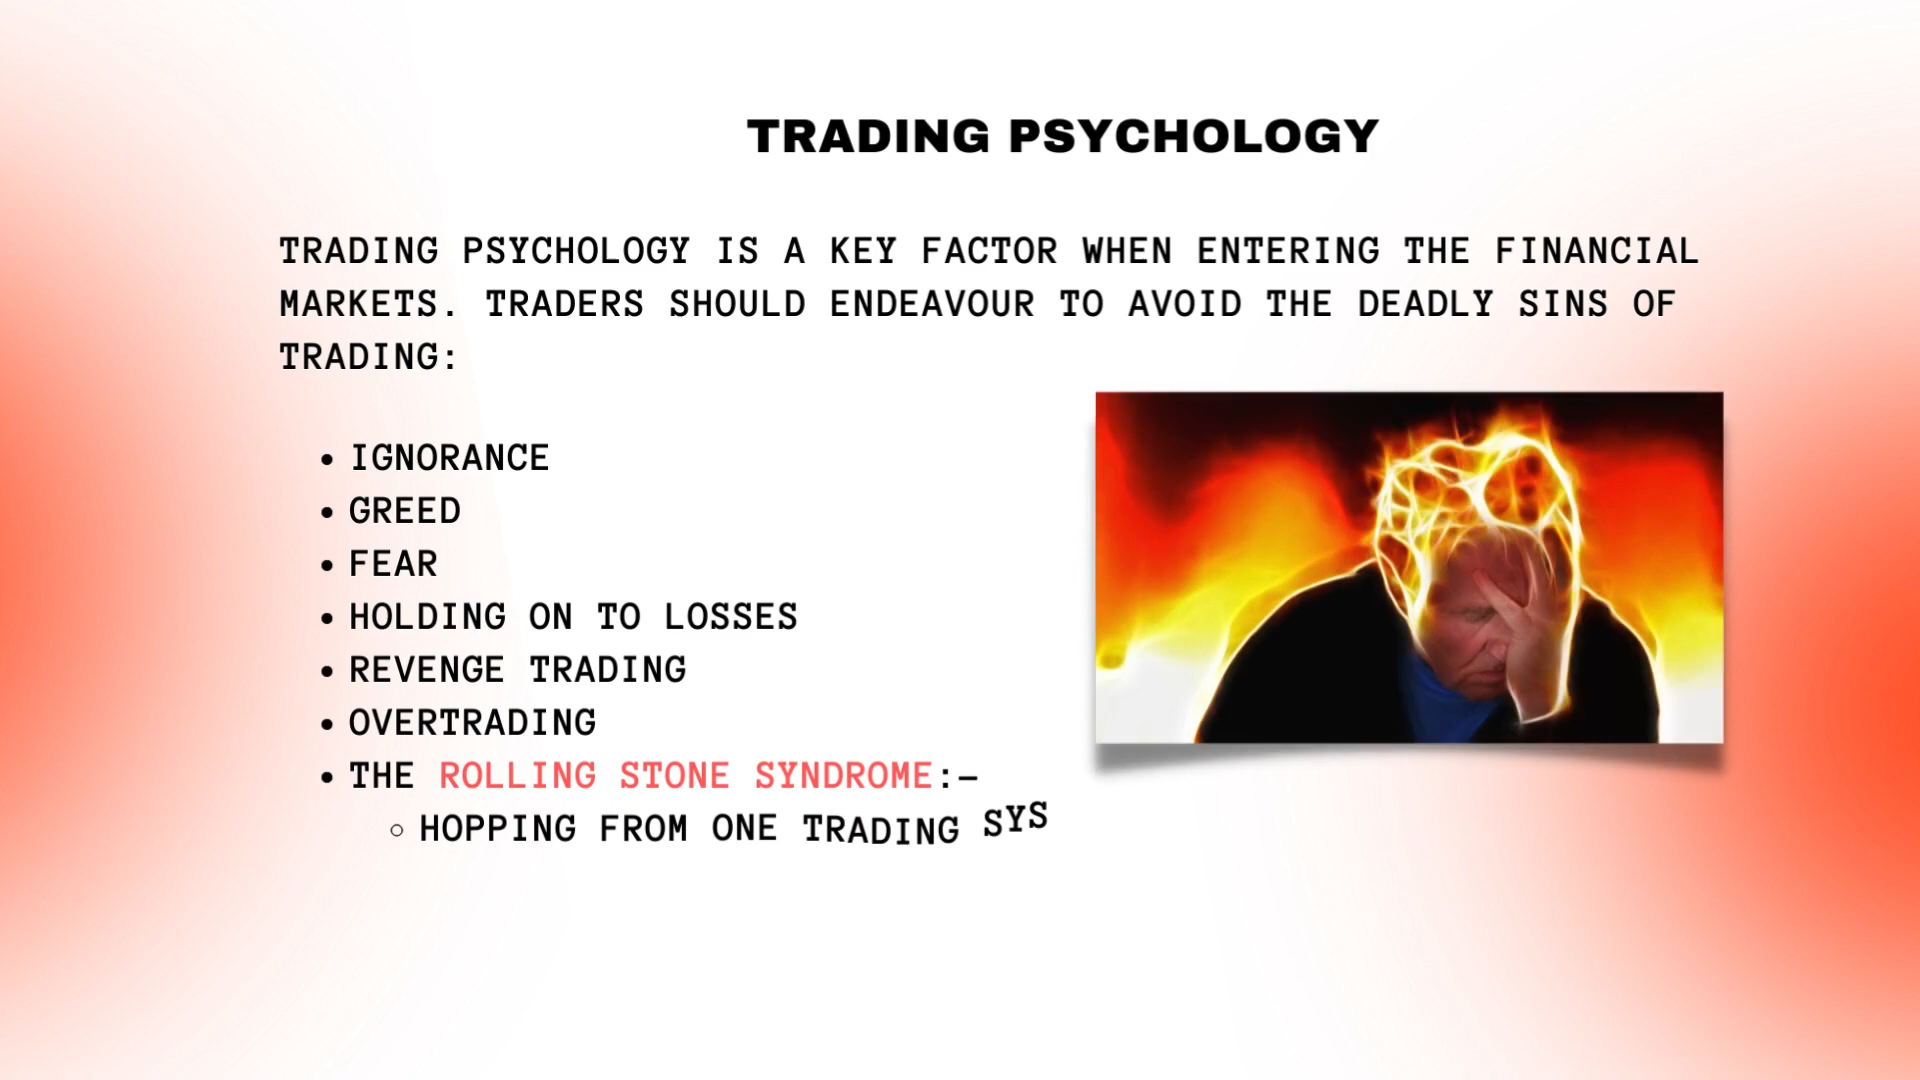 TRADING PSYCHOLOGY
TRADING PSYCHOLOGY IS A KEY FACTOR WHEN ENTERING THE FINANCIAL
MARKETS. TRADERS SHOULD ENDEAVOUR TO AVOID THE DEADLY SINS OF
TRADING:
• IGNORANCE
• GREED
• FEAR
• HOLDING ON TO LOSSES
• REVENGE TRADING
• OVERTRADING
• THE ROLLING STONE SYNDROME:-
○ HOPPING FROM ONE TRADING SYS